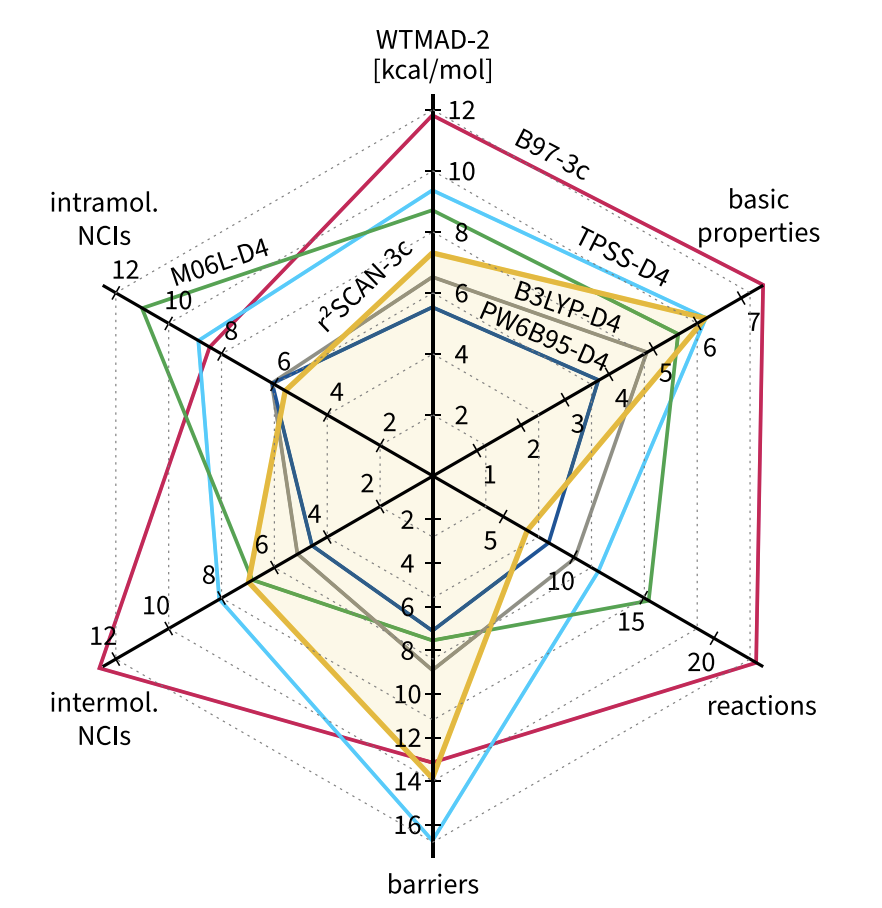 WTMAD-2
[kcal/mol]
12
B97-3c
10
basic
properties
intramol.
NCIs
TPSS-D4
8
M06L-D4
r²SCAN-3c
12
10
8
6
B3LYP-D4
PW6B95-D4
7
6
5
4
3
2
1
6
4
2
4
2
2
4
6
8
10
12
intermol.
NCIs
5
10
15
20
reactions
2
4
6
8
10
12
14
16
barriers